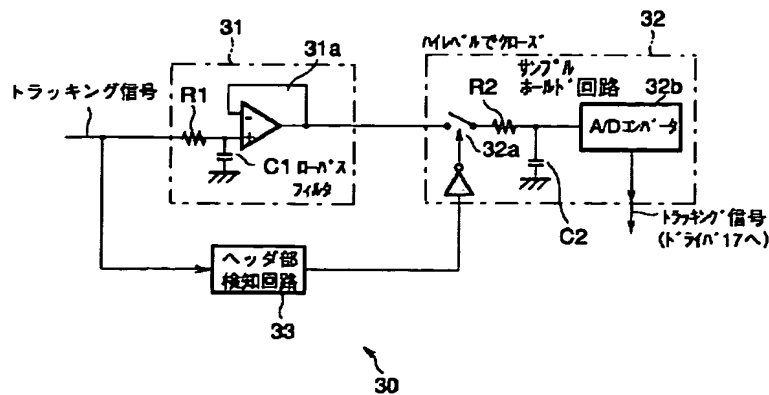 31
31a
トラッキング信号
R1
-
+
C1 ローパス
フィルタ
ハイレベルでクローズ
32
サンプル
ホールド回路
R2
32a
32b
A/Dコンバータ
C2
トラッキング信号
(ドライバ17へ)
ヘッダ部
検知回路
33
30